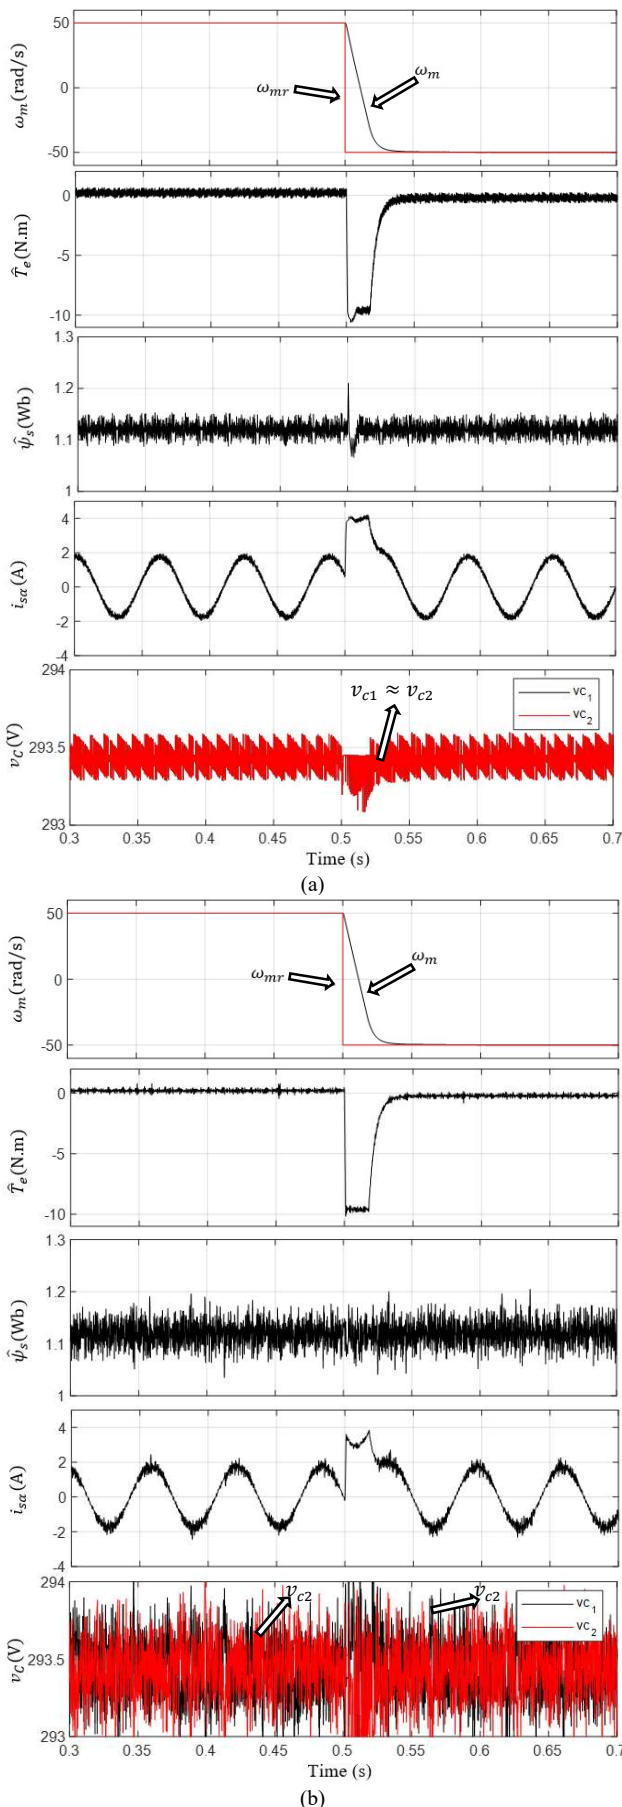 ω_m(rad/s)
50
0
-50
ω_mr
ω_m
T̂_e(N.m)
0
-5
-10
ψ̂_s(Wb)
1.3
1.2
1.1
1
i_sα(A)
4
2
0
-2
-4
v_C(V)
294
293.5
293
v_c1 ≈ v_c2
vc_1
vc_2
0.3 0.35 0.4 0.45 0.5 0.55 0.6 0.65 0.7
Time (s)
(a)
ω_m(rad/s)
50
0
-50
ω_mr
ω_m
T̂_e(N.m)
0
-5
-10
ψ̂_s(Wb)
1.3
1.2
1.1
1
i_sα(A)
4
2
0
-2
-4
v_C(V)
294
293.5
293
v_c2
v_c2
vc_1
vc_2
0.3 0.35 0.4 0.45 0.5 0.55 0.6 0.65 0.7
Time (s)
(b)